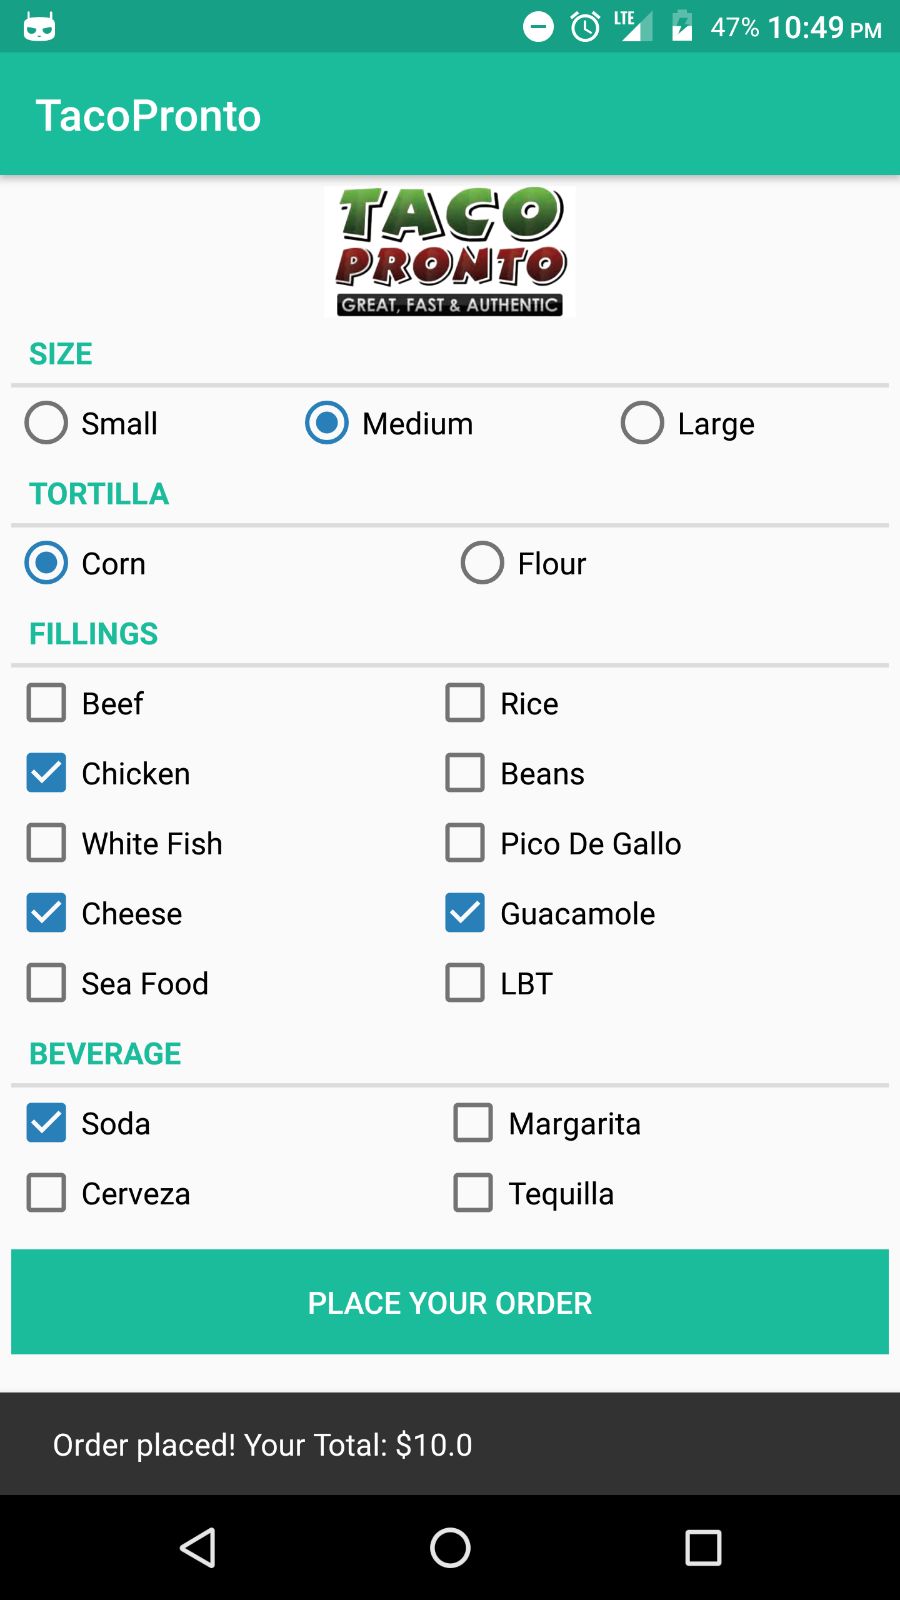 LTE 47% 10:49 PM
TacoPronto
TACO
PRONTO
GREAT, FAST & AUTHENTIC
SIZE
Small Medium Large
TORTILLA
Corn Flour
FILLINGS
Beef Rice
Chicken Beans
White Fish Pico De Gallo
Cheese Guacamole
Sea Food LBT
BEVERAGE
Soda Margarita
Cerveza Tequilla
PLACE YOUR ORDER
Order placed! Your Total: $10.0